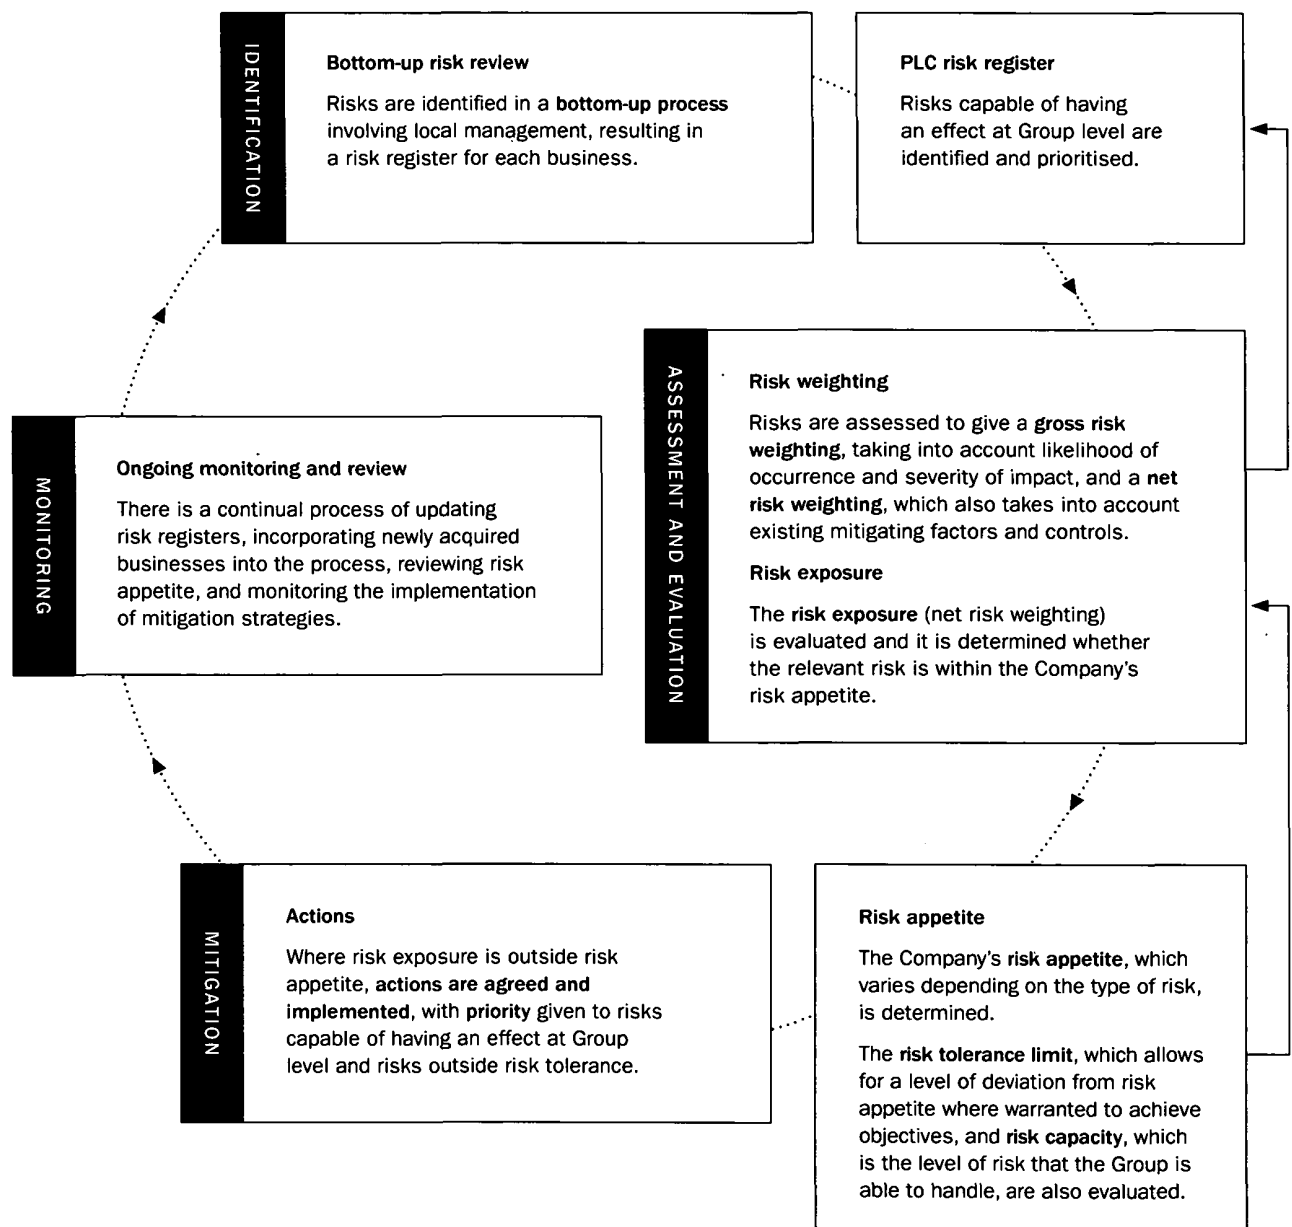 IDENTIFICATION
Bottom-up risk review
Risks are identified in a bottom-up process
involving local management, resulting in
a risk register for each business.
PLC risk register
Risks capable of having
an effect at Group level are
identified and prioritised.
ASSESSMENT AND EVALUATION
Risk weighting
Risks are assessed to give a gross risk
weighting, taking into account likelihood of
occurrence and severity of impact, and a net
risk weighting, which also takes into account
existing mitigating factors and controls.
Risk exposure
The risk exposure (net risk weighting)
is evaluated and it is determined whether
the relevant risk is within the Company's
risk appetite.
MONITORING
Ongoing monitoring and review
There is a continual process of updating
risk registers, incorporating newly acquired
businesses into the process, reviewing risk
appetite, and monitoring the implementation
of mitigation strategies.
MITIGATION
Actions
Where risk exposure is outside risk
appetite, actions are agreed and
implemented, with priority given to risks
capable of having an effect at Group
level and risks outside risk tolerance.
Risk appetite
The Company's risk appetite, which
varies depending on the type of risk,
is determined.
The risk tolerance limit, which allows
for a level of deviation from risk
appetite where warranted to achieve
objectives, and risk capacity, which
is the level of risk that the Group is
able to handle, are also evaluated.